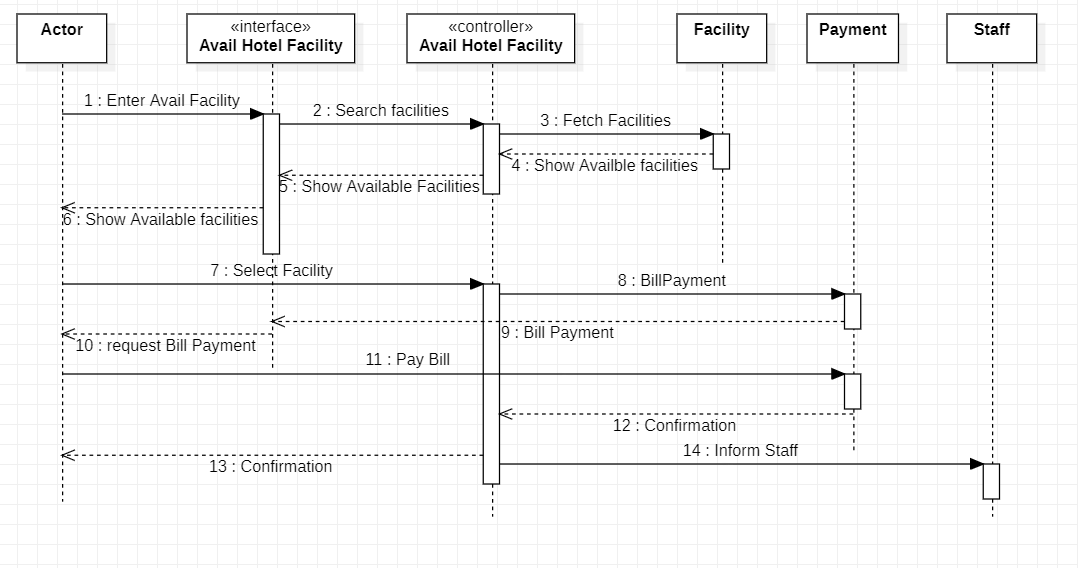 Actor
«interface»
Avail Hotel Facility
«controller»
Avail Hotel Facility
Facility
Payment
Staff
1 : Enter Avail Facility
2 : Search facilities
3 : Fetch Facilities
4 : Show Availble facilities
5 : Show Available Facilities
6 : Show Available facilities
7 : Select Facility
8 : BillPayment
9 : Bill Payment
10 : request Bill Payment
11 : Pay Bill
12 : Confirmation
13 : Confirmation
14 : Inform Staff